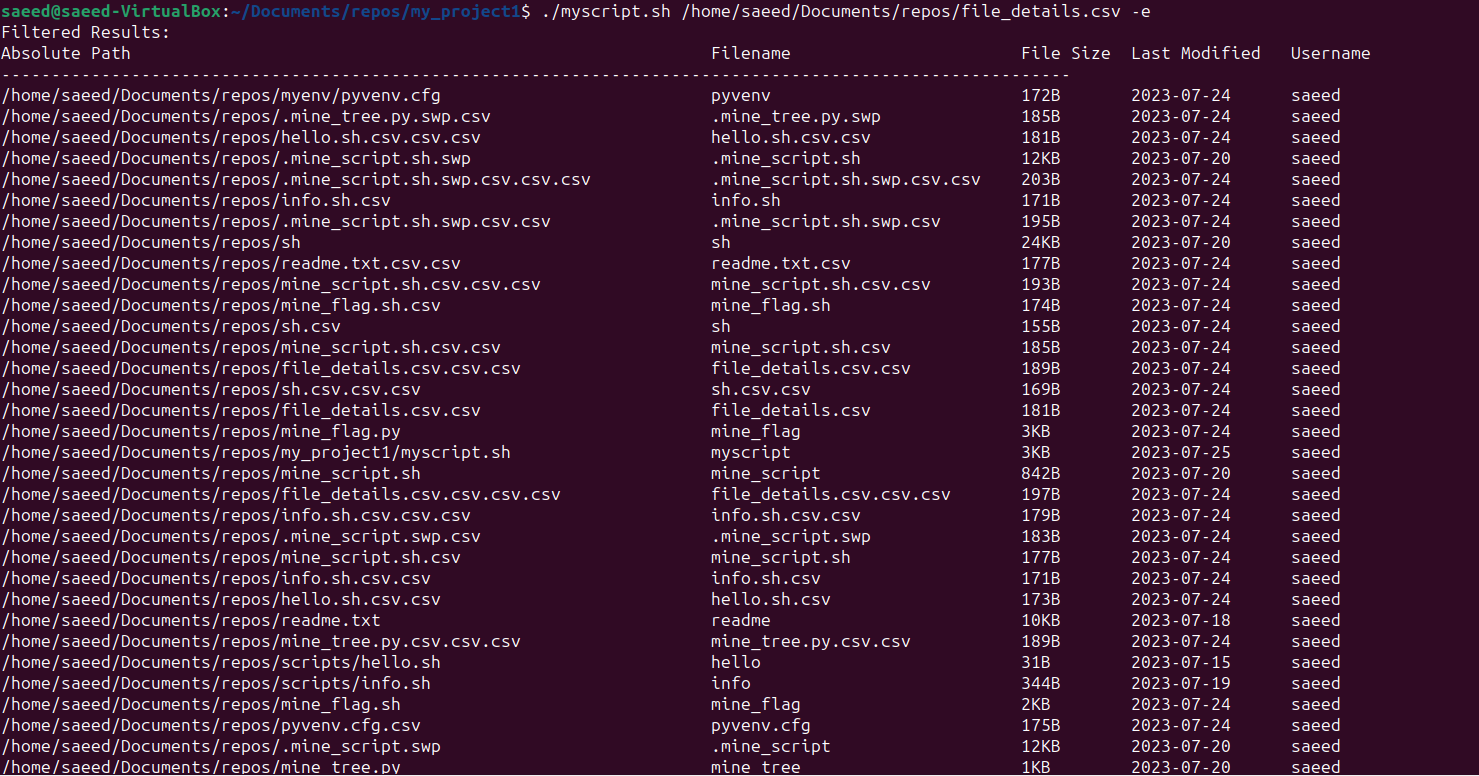 saeed@saeed-VirtualBox:~/Documents/repos/my_project1$ ./myscript.sh /home/saeed/Documents/repos/file_details.csv -e
Filtered Results:
Absolute Path Filename File Size Last Modified Username
-----------------------------------------------------------------------------------------------------------
/home/saeed/Documents/repos/myenv/pyvenv.cfg pyvenv 172B 2023-07-24 saeed
/home/saeed/Documents/repos/.mine_tree.py.swp.csv .mine_tree.py.swp 185B 2023-07-24 saeed
/home/saeed/Documents/repos/hello.sh.csv.csv.csv hello.sh.csv.csv 181B 2023-07-24 saeed
/home/saeed/Documents/repos/.mine_script.sh.swp .mine_script.sh 12KB 2023-07-20 saeed
/home/saeed/Documents/repos/.mine_script.sh.swp.csv.csv.csv .mine_script.sh.swp.csv.csv 203B 2023-07-24 saeed
/home/saeed/Documents/repos/info.sh.csv info.sh 171B 2023-07-24 saeed
/home/saeed/Documents/repos/.mine_script.sh.swp.csv.csv .mine_script.sh.swp.csv 195B 2023-07-24 saeed
/home/saeed/Documents/repos/sh sh 24KB 2023-07-20 saeed
/home/saeed/Documents/repos/readme.txt.csv.csv readme.txt.csv 177B 2023-07-24 saeed
/home/saeed/Documents/repos/mine_script.sh.csv.csv.csv mine_script.sh.csv.csv 193B 2023-07-24 saeed
/home/saeed/Documents/repos/mine_flag.sh.csv mine_flag.sh 174B 2023-07-24 saeed
/home/saeed/Documents/repos/sh.csv sh 155B 2023-07-24 saeed
/home/saeed/Documents/repos/mine_script.sh.csv.csv mine_script.sh.csv 185B 2023-07-24 saeed
/home/saeed/Documents/repos/file_details.csv.csv.csv file_details.csv.csv 189B 2023-07-24 saeed
/home/saeed/Documents/repos/sh.csv.csv.csv sh.csv.csv 169B 2023-07-24 saeed
/home/saeed/Documents/repos/file_details.csv.csv file_details.csv 181B 2023-07-24 saeed
/home/saeed/Documents/repos/mine_flag.py mine_flag 3KB 2023-07-24 saeed
/home/saeed/Documents/repos/my_project1/myscript.sh myscript 3KB 2023-07-25 saeed
/home/saeed/Documents/repos/mine_script.sh mine_script 842B 2023-07-20 saeed
/home/saeed/Documents/repos/file_details.csv.csv.csv.csv file_details.csv.csv.csv 197B 2023-07-24 saeed
/home/saeed/Documents/repos/info.sh.csv.csv.csv info.sh.csv.csv 179B 2023-07-24 saeed
/home/saeed/Documents/repos/.mine_script.swp.csv .mine_script.swp 183B 2023-07-24 saeed
/home/saeed/Documents/repos/mine_script.sh.csv mine_script.sh 177B 2023-07-24 saeed
/home/saeed/Documents/repos/info.sh.csv.csv info.sh.csv 171B 2023-07-24 saeed
/home/saeed/Documents/repos/hello.sh.csv.csv hello.sh.csv 173B 2023-07-24 saeed
/home/saeed/Documents/repos/readme.txt readme 10KB 2023-07-18 saeed
/home/saeed/Documents/repos/mine_tree.py.csv.csv.csv mine_tree.py.csv.csv 189B 2023-07-24 saeed
/home/saeed/Documents/repos/scripts/hello.sh hello 31B 2023-07-15 saeed
/home/saeed/Documents/repos/scripts/info.sh info 344B 2023-07-19 saeed
/home/saeed/Documents/repos/mine_flag.sh mine_flag 2KB 2023-07-24 saeed
/home/saeed/Documents/repos/pyvenv.cfg.csv pyvenv.cfg 175B 2023-07-24 saeed
/home/saeed/Documents/repos/.mine_script.swp .mine_script 12KB 2023-07-20 saeed
/home/saeed/Documents/repos/mine_tree.py mine_tree 1KB 2023-07-20 saeed